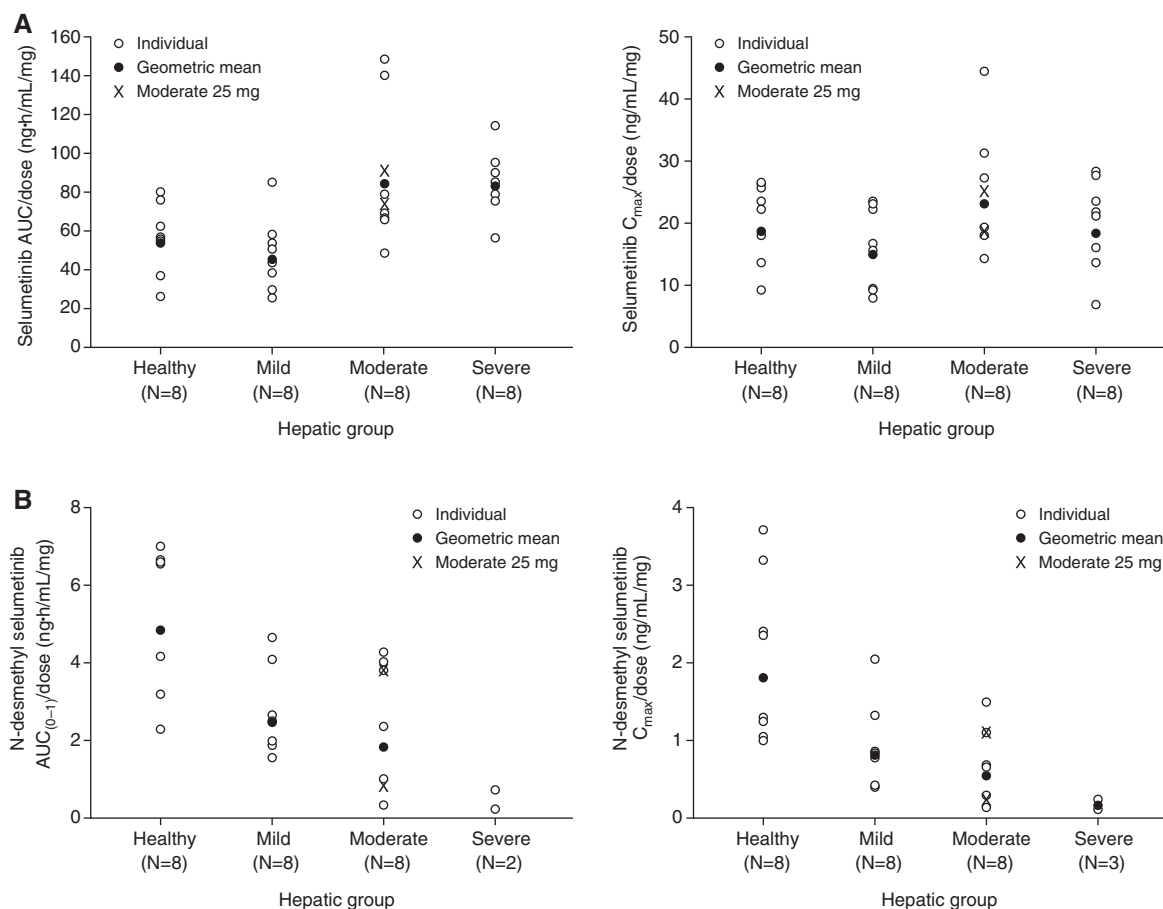 A
Selumetinib AUC/dose (ng·h/mL/mg)
160
140
120
100
80
60
40
20
0
Individual
Geometric mean
Moderate 25 mg
Healthy
(N=8)
Mild
(N=8)
Moderate
(N=8)
Severe
(N=8)
Hepatic group
Selumetinib Cmax/dose (ng/mL/mg)
50
40
30
20
10
0
Individual
Geometric mean
Moderate 25 mg
Healthy
(N=8)
Mild
(N=8)
Moderate
(N=8)
Severe
(N=8)
Hepatic group
B
N-desmethyl selumetinib
AUC(0–1)/dose (ng·h/mL/mg)
8
6
4
2
0
Individual
Geometric mean
Moderate 25 mg
Healthy
(N=8)
Mild
(N=8)
Moderate
(N=8)
Severe
(N=2)
Hepatic group
N-desmethyl selumetinib
Cmax/dose (ng/mL/mg)
4
3
2
1
0
Individual
Geometric mean
Moderate 25 mg
Healthy
(N=8)
Mild
(N=8)
Moderate
(N=8)
Severe
(N=3)
Hepatic group